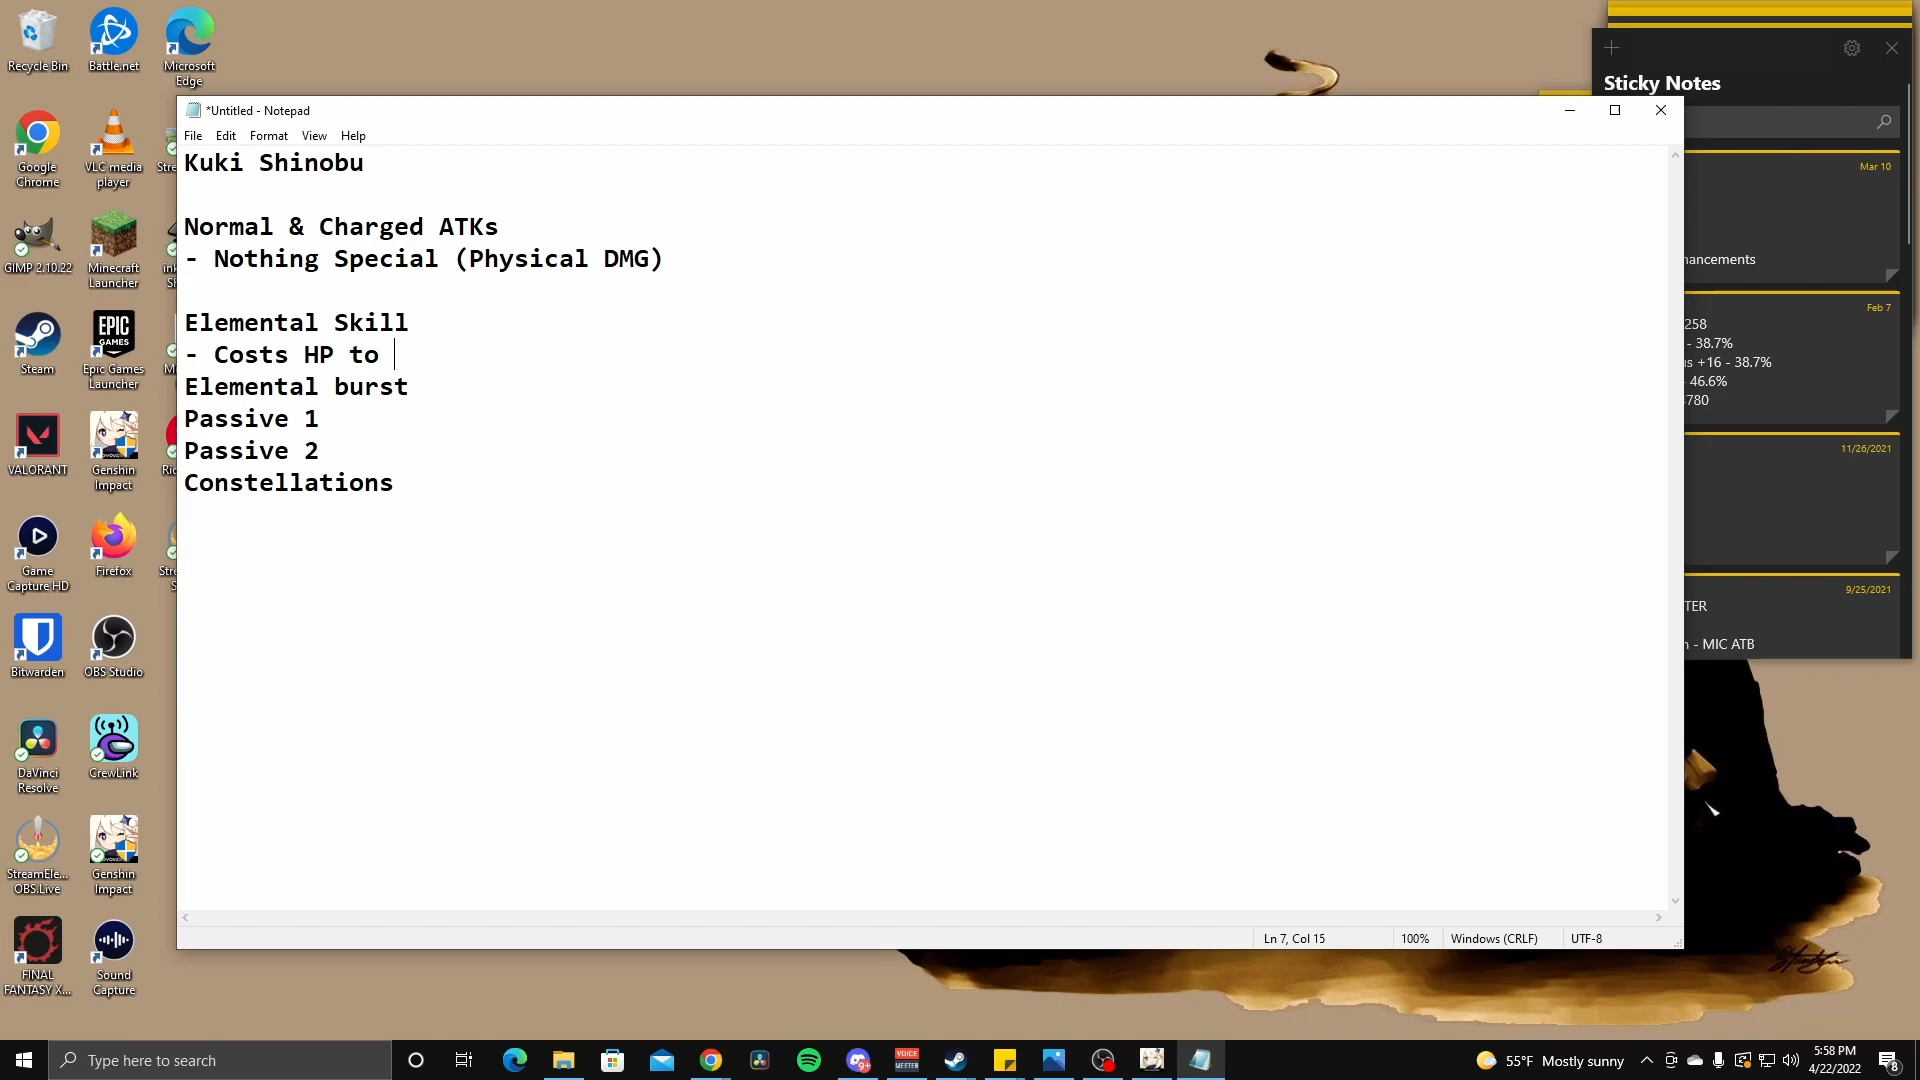 Recycle Bin
Battle.net
Microsoft
Edge
Google
Chrome
VLC media
player
GIMP 2.10.22
Minecraft
Launcher
Steam
Epic Games
Launcher
EPIC
GAMES
VALORANT
Genshin
Impact
Game
Capture HD
Firefox
Bitwarden
OBS Studio
DaVinci
Resolve
CrewLink
StreamEle...
OBS.Live
Genshin
Impact
FINAL
FANTASY X...
Sound
Capture
*Untitled - Notepad
File Edit Format View Help
Kuki Shinobu
Normal & Charged ATKs
- Nothing Special (Physical DMG)
Elemental Skill
- Costs HP to
Elemental burst
Passive 1
Passive 2
Constellations
Ln 7, Col 15
100%
Windows (CRLF)
UTF-8
Sticky Notes
Mar 10
Feb 7
258
- 38.7%
+16 - 38.7%
46.6%
780
11/26/2021
9/25/2021
- MIC ATB
Type here to search
VOICE
MEETER
9+
55°F Mostly sunny
5:58 PM
4/22/2022
8